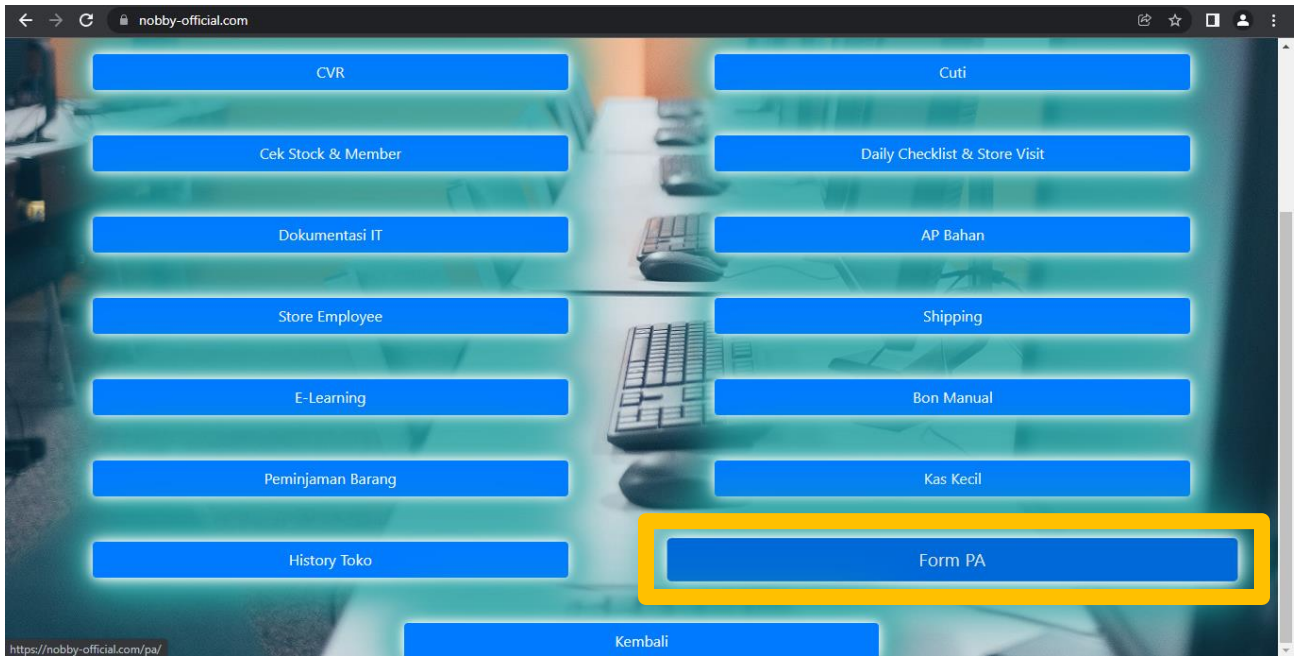 nobby-official.com
CVR
Cuti
Cek Stock & Member
Daily Checklist & Store Visit
Dokumentasi IT
AP Bahan
Store Employee
Shipping
E-Learning
Bon Manual
Peminjaman Barang
Kas Kecil
History Toko
Form PA
Kembali
https://nobby-official.com/pa/